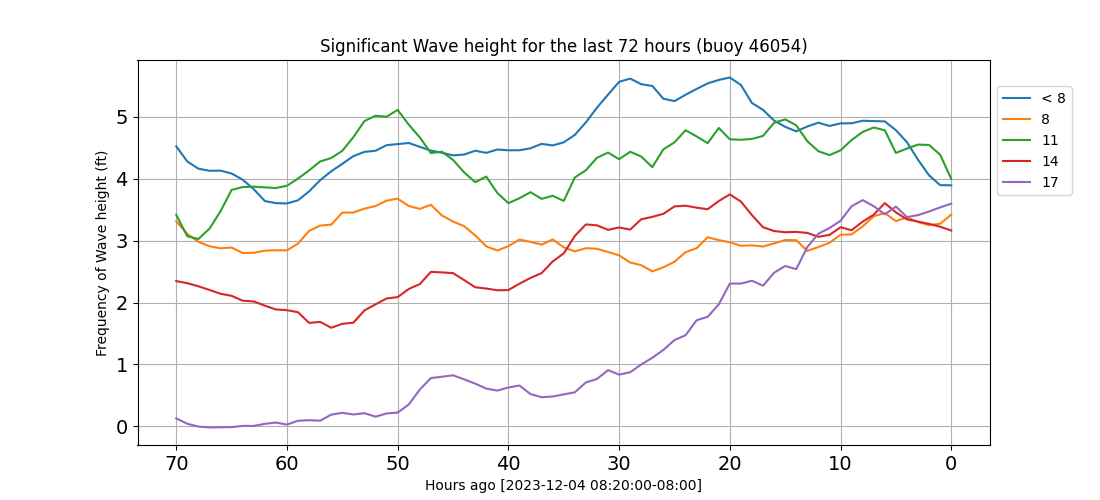 Significant Wave height for the last 72 hours (buoy 46054)
Frequency of Wave height (ft)
5
4
3
2
1
0
70 60 50 40 30 20 10 0
Hours ago [2023-12-04 08:20:00-08:00]
< 8
8
11
14
17